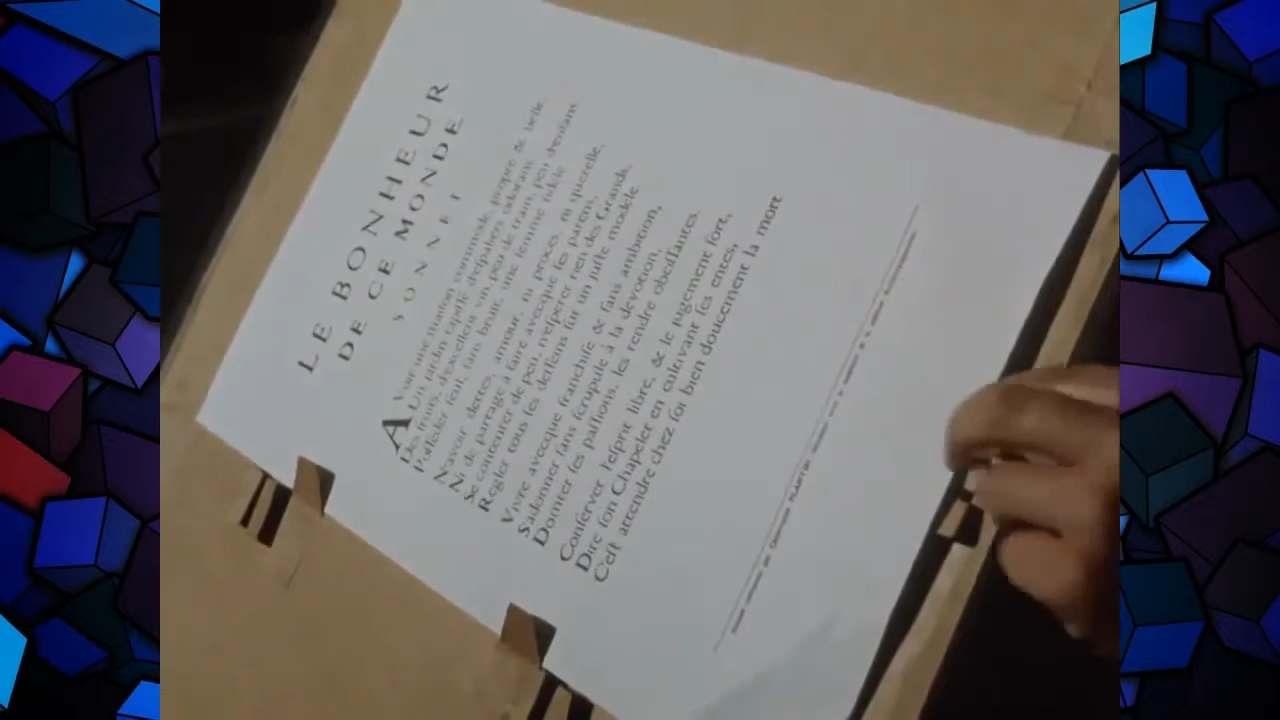 LE BONHEUR
DE CE MONDE
SONNET
Avoir une maiſon commode, propre & belle,
Un jardin tapiſſé d'eſpaliers odorans,
Des fruits, d'excellent vin, peu de train, peu d'enfans,
Poſſeder ſeul, ſans bruit, une femme fidéle.
N'avoir dettes, amour, ni procés, ni querelle,
Ni de partage à faire avecque ſes parens,
Se contenter de peu, n'eſperer rien des Grands,
Regler tous ſes deſſeins ſur un juſte modéle.
Vivre avecque franchiſe & ſans ambition,
S'adonner ſans ſcrupule à la devotion,
Domter ſes paſſions, les rendre obeiſſantes.
Conſerver l'eſprit libre, & le jugement fort,
Dire ſon Chapelet en cultivant ſes entes,
C'eſt attendre chez ſoi bien doucement la mort
PLANTIN